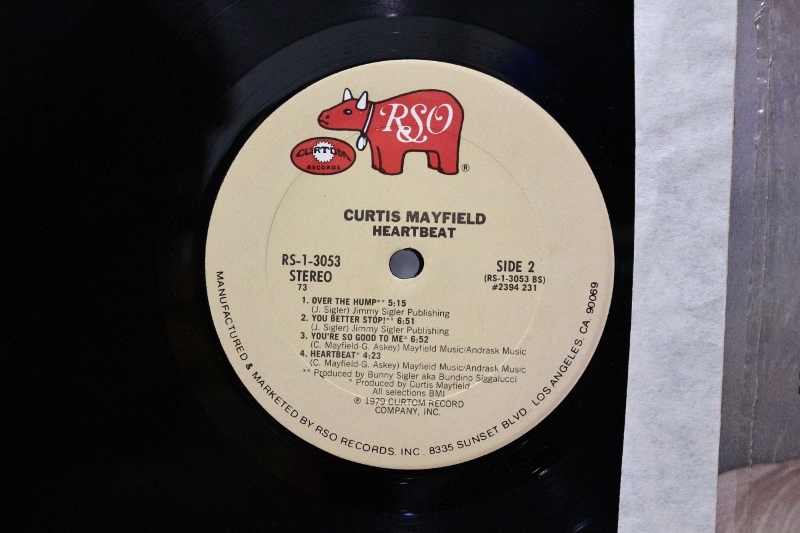 RSO
®
CURTOM
RECORDS
CURTIS MAYFIELD
HEARTBEAT
RS-1-3053
STEREO
73
SIDE 2
(RS-1-3053 BS)
#2394 231
1. OVER THE HUMP** 5:15
(J. Sigler) Jimmy Sigler Publishing
2. YOU BETTER STOP!** 6:51
(J. Sigler) Jimmy Sigler Publishing
3. YOU'RE SO GOOD TO ME* 6:52
(C. Mayfield-G. Askey) Mayfield Music/Andrask Music
4. HEARTBEAT* 4:23
(C. Mayfield-G. Askey) Mayfield Music/Andrask Music
** Produced by Bunny Sigler aka Bundino Siggalucci
* Produced by Curtis Mayfield
All selections BMI
℗ 1979 CURTOM RECORD
COMPANY, INC.
MANUFACTURED & MARKETED BY RSO RECORDS, INC. 8335 SUNSET BLVD. LOS ANGELES, CA. 90069